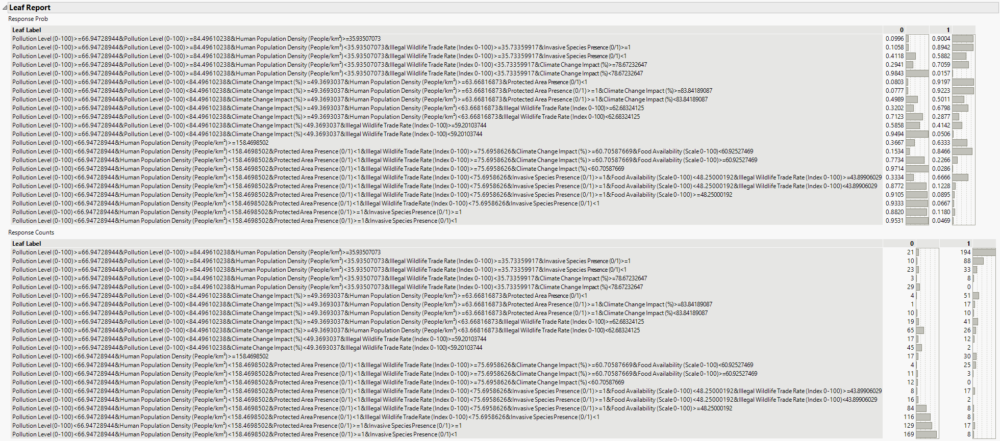 Leaf Report
Response Prob
Leaf Label 0 1
Pollution Level (0-100)>=66.94728944&Pollution Level (0-100)>=84.49610238&Human Population Density (People/km²)>=35.93507073 0.0996 0.9004
Pollution Level (0-100)>=66.94728944&Pollution Level (0-100)>=84.49610238&Human Population Density (People/km²)<35.93507073&Illegal Wildlife Trade Rate (Index 0-100)>=35.73359917&Invasive Species Presence (0/1)>=1 0.1058 0.8942
Pollution Level (0-100)>=66.94728944&Pollution Level (0-100)>=84.49610238&Human Population Density (People/km²)<35.93507073&Illegal Wildlife Trade Rate (Index 0-100)>=35.73359917&Invasive Species Presence (0/1)<1 0.4118 0.5882
Pollution Level (0-100)>=66.94728944&Pollution Level (0-100)>=84.49610238&Human Population Density (People/km²)<35.93507073&Illegal Wildlife Trade Rate (Index 0-100)<35.73359917&Climate Change Impact (%)>=78.67232647 0.2941 0.7059
Pollution Level (0-100)>=66.94728944&Pollution Level (0-100)>=84.49610238&Human Population Density (People/km²)<35.93507073&Illegal Wildlife Trade Rate (Index 0-100)<35.73359917&Climate Change Impact (%)<78.67232647 0.9843 0.0157
Pollution Level (0-100)>=66.94728944&Pollution Level (0-100)<84.49610238&Climate Change Impact (%)>=49.3693037&Human Population Density (People/km²)>=63.66816873&Protected Area Presence (0/1)<1 0.0803 0.9197
Pollution Level (0-100)>=66.94728944&Pollution Level (0-100)<84.49610238&Climate Change Impact (%)>=49.3693037&Human Population Density (People/km²)>=63.66816873&Protected Area Presence (0/1)>=1&Climate Change Impact (%)>=83.84189087 0.0777 0.9223
Pollution Level (0-100)>=66.94728944&Pollution Level (0-100)<84.49610238&Climate Change Impact (%)>=49.3693037&Human Population Density (People/km²)>=63.66816873&Protected Area Presence (0/1)>=1&Climate Change Impact (%)<83.84189087 0.4989 0.5011
Pollution Level (0-100)>=66.94728944&Pollution Level (0-100)<84.49610238&Climate Change Impact (%)>=49.3693037&Human Population Density (People/km²)<63.66816873&Illegal Wildlife Trade Rate (Index 0-100)>=62.68324125 0.3202 0.6798
Pollution Level (0-100)>=66.94728944&Pollution Level (0-100)<84.49610238&Climate Change Impact (%)>=49.3693037&Human Population Density (People/km²)<63.66816873&Illegal Wildlife Trade Rate (Index 0-100)<62.68324125 0.7123 0.2877
Pollution Level (0-100)>=66.94728944&Pollution Level (0-100)<84.49610238&Climate Change Impact (%)<49.3693037&Illegal Wildlife Trade Rate (Index 0-100)>=59.20103744 0.5858 0.4142
Pollution Level (0-100)>=66.94728944&Pollution Level (0-100)<84.49610238&Climate Change Impact (%)<49.3693037&Illegal Wildlife Trade Rate (Index 0-100)<59.20103744 0.9494 0.0506
Pollution Level (0-100)<66.94728944&Human Population Density (People/km²)>=158.4698502 0.3667 0.6333
Pollution Level (0-100)<66.94728944&Human Population Density (People/km²)<158.4698502&Protected Area Presence (0/1)<1&Illegal Wildlife Trade Rate (Index 0-100)>=75.6958626&Climate Change Impact (%)>=60.70587669&Food Availability (Scale 0-100)<60.92527469 0.1534 0.8466
Pollution Level (0-100)<66.94728944&Human Population Density (People/km²)<158.4698502&Protected Area Presence (0/1)<1&Illegal Wildlife Trade Rate (Index 0-100)>=75.6958626&Climate Change Impact (%)>=60.70587669&Food Availability (Scale 0-100)>=60.92527469 0.7734 0.2266
Pollution Level (0-100)<66.94728944&Human Population Density (People/km²)<158.4698502&Protected Area Presence (0/1)<1&Illegal Wildlife Trade Rate (Index 0-100)>=75.6958626&Climate Change Impact (%)<60.70587669 0.9714 0.0286
Pollution Level (0-100)<66.94728944&Human Population Density (People/km²)<158.4698502&Protected Area Presence (0/1)<1&Illegal Wildlife Trade Rate (Index 0-100)<75.6958626&Invasive Species Presence (0/1)>=1&Food Availability (Scale 0-100)<48.25000192&Illegal Wildlife Trade Rate (Index 0-100)>=43.89906029 0.3334 0.6666
Pollution Level (0-100)<66.94728944&Human Population Density (People/km²)<158.4698502&Protected Area Presence (0/1)<1&Illegal Wildlife Trade Rate (Index 0-100)<75.6958626&Invasive Species Presence (0/1)>=1&Food Availability (Scale 0-100)<48.25000192&Illegal Wildlife Trade Rate (Index 0-100)<43.89906029 0.8772 0.1228
Pollution Level (0-100)<66.94728944&Human Population Density (People/km²)<158.4698502&Protected Area Presence (0/1)<1&Illegal Wildlife Trade Rate (Index 0-100)<75.6958626&Invasive Species Presence (0/1)>=1&Food Availability (Scale 0-100)>=48.25000192 0.9105 0.0895
Pollution Level (0-100)<66.94728944&Human Population Density (People/km²)<158.4698502&Protected Area Presence (0/1)<1&Illegal Wildlife Trade Rate (Index 0-100)<75.6958626&Invasive Species Presence (0/1)<1 0.9333 0.0667
Pollution Level(0-100)<66.94728944&Human Population Density (People/km²)<158.4698502&Protected Area Presence (0/1)>=1&Invasive Species Presence (0/1)>=1 0.8820 0.1180
Pollution Level (0-100)<66.94728944&Human Population Density (People/km²)<158.4698502&Protected Area Presence (0/1)>=1&Invasive Species Presence (0/1)<1 0.9531 0.0469
Response Counts
Leaf Label 0 1
Pollution Level (0-100)>=66.94728944&Pollution Level (0-100)>=84.49610238&Human Population Density (People/km²)>=35.93507073 21 194
Pollution Level (0-100)>=66.94728944&Pollution Level (0-100)>=84.49610238&Human Population Density (People/km²)<35.93507073&Illegal Wildlife Trade Rate (Index 0-100)>=35.73359917&Invasive Species Presence (0/1)>=1 10 88
Pollution Level (0-100)>=66.94728944&Pollution Level (0-100)>=84.49610238&Human Population Density (People/km²)<35.93507073&Illegal Wildlife Trade Rate (Index 0-100)>=35.73359917&Invasive Species Presence (0/1)<1 23 33
Pollution Level (0-100)>=66.94728944&Pollution Level (0-100)>=84.49610238&Human Population Density (People/km²)<35.93507073&Illegal Wildlife Trade Rate (Index 0-100)<35.73359917&Climate Change Impact (%)>=78.67232647 3 8
Pollution Level (0-100)>=66.94728944&Pollution Level (0-100)>=84.49610238&Human Population Density (People/km²)<35.93507073&Illegal Wildlife Trade Rate (Index 0-100)<35.73359917&Climate Change Impact (%)<78.67232647 29 0
Pollution Level (0-100)>=66.94728944&Pollution Level (0-100)<84.49610238&Climate Change Impact (%)>=49.3693037&Human Population Density (People/km²)>=63.66816873&Protected Area Presence (0/1)<1 4 51
Pollution Level (0-100)>=66.94728944&Pollution Level (0-100)<84.49610238&Climate Change Impact (%)>=49.3693037&Human Population Density (People/km²)>=63.66816873&Protected Area Presence (0/1)>=1&Climate Change Impact (%)>=83.84189087 1 17
Pollution Level (0-100)>=66.94728944&Pollution Level (0-100)<84.49610238&Climate Change Impact (%)>=49.3693037&Human Population Density (People/km²)>=63.66816873&Protected Area Presence (0/1)>=1&Climate Change Impact (%)<83.84189087 10 10
Pollution Level (0-100)>=66.94728944&Pollution Level (0-100)<84.49610238&Climate Change Impact (%)>=49.3693037&Human Population Density (People/km²)<63.66816873&Illegal Wildlife Trade Rate (Index 0-100)>=62.68324125 19 41
Pollution Level (0-100)>=66.94728944&Pollution Level (0-100)<84.49610238&Climate Change Impact (%)>=49.3693037&Human Population Density (People/km²)<63.66816873&Illegal Wildlife Trade Rate (Index 0-100)<62.68324125 65 26
Pollution Level (0-100)>=66.94728944&Pollution Level (0-100)<84.49610238&Climate Change Impact (%)<49.3693037&Illegal Wildlife Trade Rate (Index 0-100)>=59.20103744 17 12
Pollution Level (0-100)>=66.94728944&Pollution Level (0-100)<84.49610238&Climate Change Impact (%)<49.3693037&Illegal Wildlife Trade Rate (Index 0-100)<59.20103744 45 2
Pollution Level (0-100)<66.94728944&Human Population Density (People/km²)>=158.4698502 17 30
Pollution Level (0-100)<66.94728944&Human Population Density (People/km²)<158.4698502&Protected Area Presence (0/1)<1&Illegal Wildlife Trade Rate (Index 0-100)>=75.6958626&Climate Change Impact (%)>=60.70587669&Food Availability (Scale 0-100)<60.92527469 4 25
Pollution Level (0-100)<66.94728944&Human Population Density (People/km²)<158.4698502&Protected Area Presence (0/1)<1&Illegal Wildlife Trade Rate (Index 0-100)>=75.6958626&Climate Change Impact (%)>=60.70587669&Food Availability (Scale 0-100)>=60.92527469 11 3
Pollution Level (0-100)<66.94728944&Human Population Density (People/km²)<158.4698502&Protected Area Presence (0/1)<1&Illegal Wildlife Trade Rate (Index 0-100)>=75.6958626&Climate Change Impact (%)<60.70587669 12 0
Pollution Level (0-100)<66.94728944&Human Population Density (People/km²)<158.4698502&Protected Area Presence (0/1)<1&Illegal Wildlife Trade Rate (Index 0-100)<75.6958626&Invasive Species Presence (0/1)>=1&Food Availability (Scale 0-100)<48.25000192&Illegal Wildlife Trade Rate (Index 0-100)>=43.89906029 8 17
Pollution Level (0-100)<66.94728944&Human Population Density (People/km²)<158.4698502&Protected Area Presence (0/1)<1&Illegal Wildlife Trade Rate (Index 0-100)<75.6958626&Invasive Species Presence (0/1)>=1&Food Availability (Scale 0-100)<48.25000192&Illegal Wildlife Trade Rate (Index 0-100)<43.89906029 16 2
Pollution Level (0-100)<66.94728944&Human Population Density (People/km²)<158.4698502&Protected Area Presence (0/1)<1&Illegal Wildlife Trade Rate (Index 0-100)<75.6958626&Invasive Species Presence (0/1)>=1&Food Availability (Scale 0-100)>=48.25000192 84 8
Pollution Level (0-100)<66.94728944&Human Population Density (People/km²)<158.4698502&Protected Area Presence (0/1)<1&Illegal Wildlife Trade Rate (Index 0-100)<75.6958626&Invasive Species Presence (0/1)<1 116 8
Pollution Level(0-100)<66.94728944&Human Population Density (People/km²)<158.4698502&Protected Area Presence (0/1)>=1&Invasive Species Presence (0/1)>=1 129 17
Pollution Level (0-100)<66.94728944&Human Population Density (People/km²)<158.4698502&Protected Area Presence (0/1)>=1&Invasive Species Presence (0/1)<1 169 8